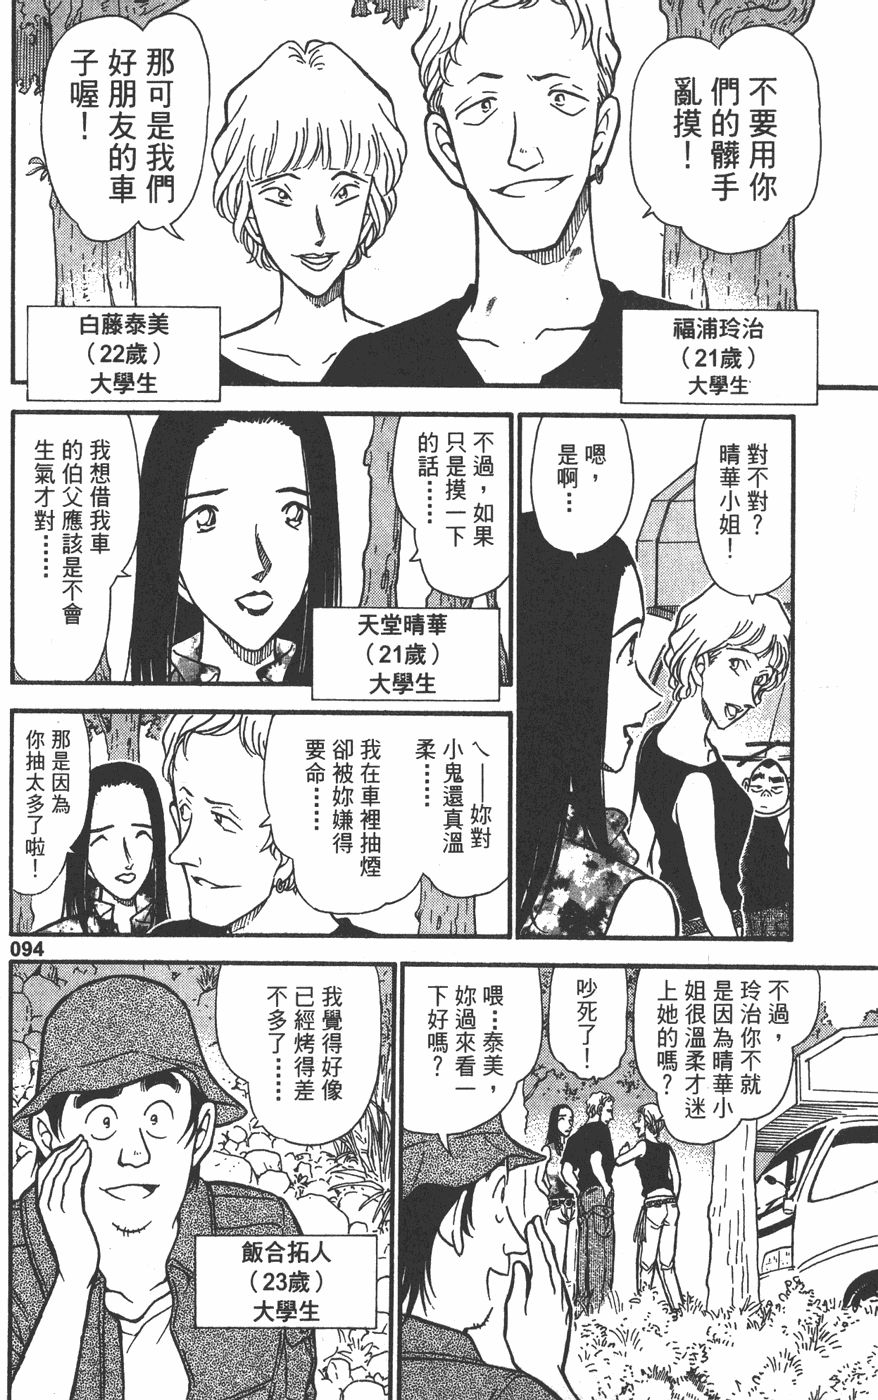 不要用你
們的髒手
亂摸！
福浦玲治
（21歲）
大學生
那可是我們
好朋友的車
子喔！
白藤泰美
（22歲）
大學生
對不對？
晴華小姐！
嗯，
是啊…
不過，如果
只是摸一下
的話……
天堂晴華
（21歲）
大學生
我想借我車
的伯父應該是不會
生氣才對……
ㄟ——妳對
小鬼還真溫
柔……
我在車裡抽煙
卻被妳嫌得
要命……
那是因為
你抽太多了啦！
094
不過，
玲治你不就
是因為晴華小
姐很溫柔才迷
上她的嗎？
吵死了！
喂…泰美，
妳過來看一
下好嗎？
我覺得好像
已經烤得差
不多了……
飯合拓人
（23歲）
大學生